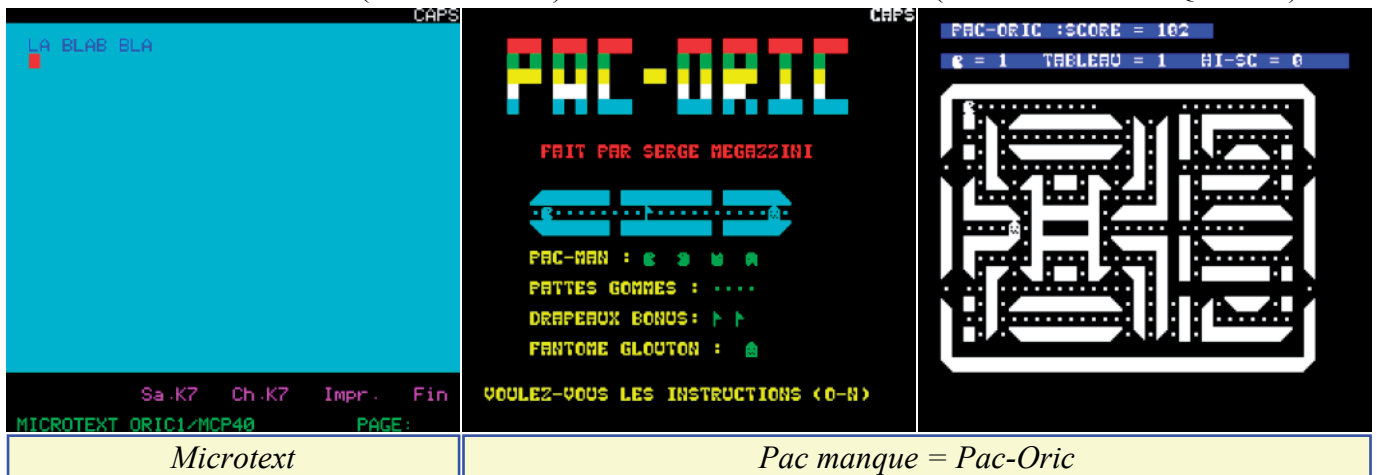 CAPS
LA BLAB BLA
Sa.K7 Ch.K7 Impr. Fin
MICROTEXT ORIC1/MCP40 PAGE:
CAPS
PAC-ORIC
FAIT PAR SERGE MEGAZZINI
PAC-MAN :
PATTES GOMMES :
DRAPEAUX BONUS:
FANTOME GLOUTON :
VOULEZ-VOUS LES INSTRUCTIONS (O-N)
PAC-ORIC :SCORE = 102
= 1 TABLEAU = 1 HI-SC = 0
Microtext
Pac manque = Pac-Oric